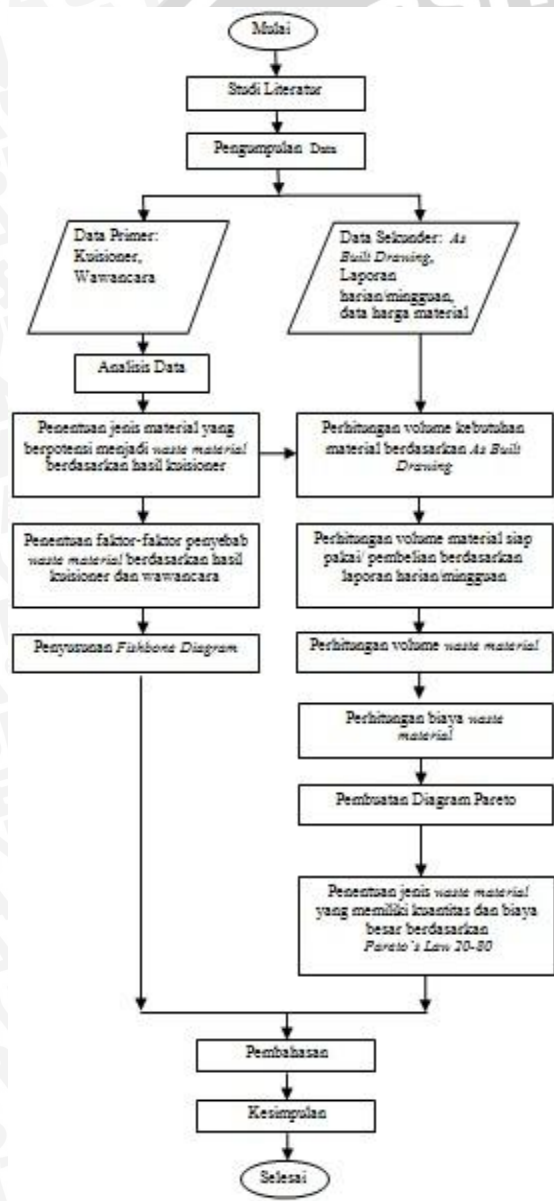 Mulai
Studi Literatur
Pengumpulan Data
Data Primer:
Kuisioner,
Wawancara
Data Sekunder: As
Built Drawing,
Laporan
harian/mingguan,
data harga material
Analisis Data
Penentuan jenis material yang
berpotensi menjadi waste material
berdasarkan hasil kuisioner
Perhitungan volume kebutuhan
material berdasarkan As Built
Drawing
Penentuan faktor-faktor penyebab
waste material berdasarkan hasil
kuisioner dan wawancara
Perhitungan volume material siap
pakai/ pembelian berdasarkan
laporan harian/mingguan
Penyusunan Fishbone Diagram
Perhitungan volume waste material
Perhitungan biaya waste
material
Pembuatan Diagram Pareto
Penentuan jenis waste material
yang memiliki kuantitas dan biaya
besar berdasarkan
Pareto's Law 20-80
Pembahasan
Kesimpulan
Selesai